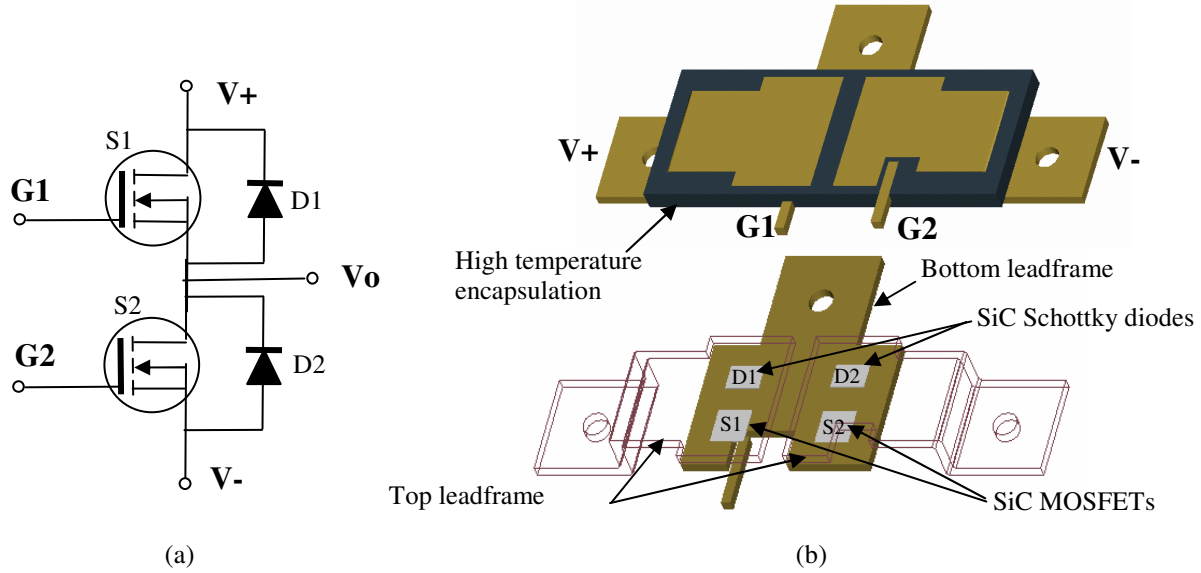 V+
S1
G1
D1
Vo
S2
G2
D2
V-
(a)
V+
V-
G1
G2
High temperature
encapsulation
Bottom leadframe
SiC Schottky diodes
D1
D2
S1
S2
Top leadframe
SiC MOSFETs
(b)